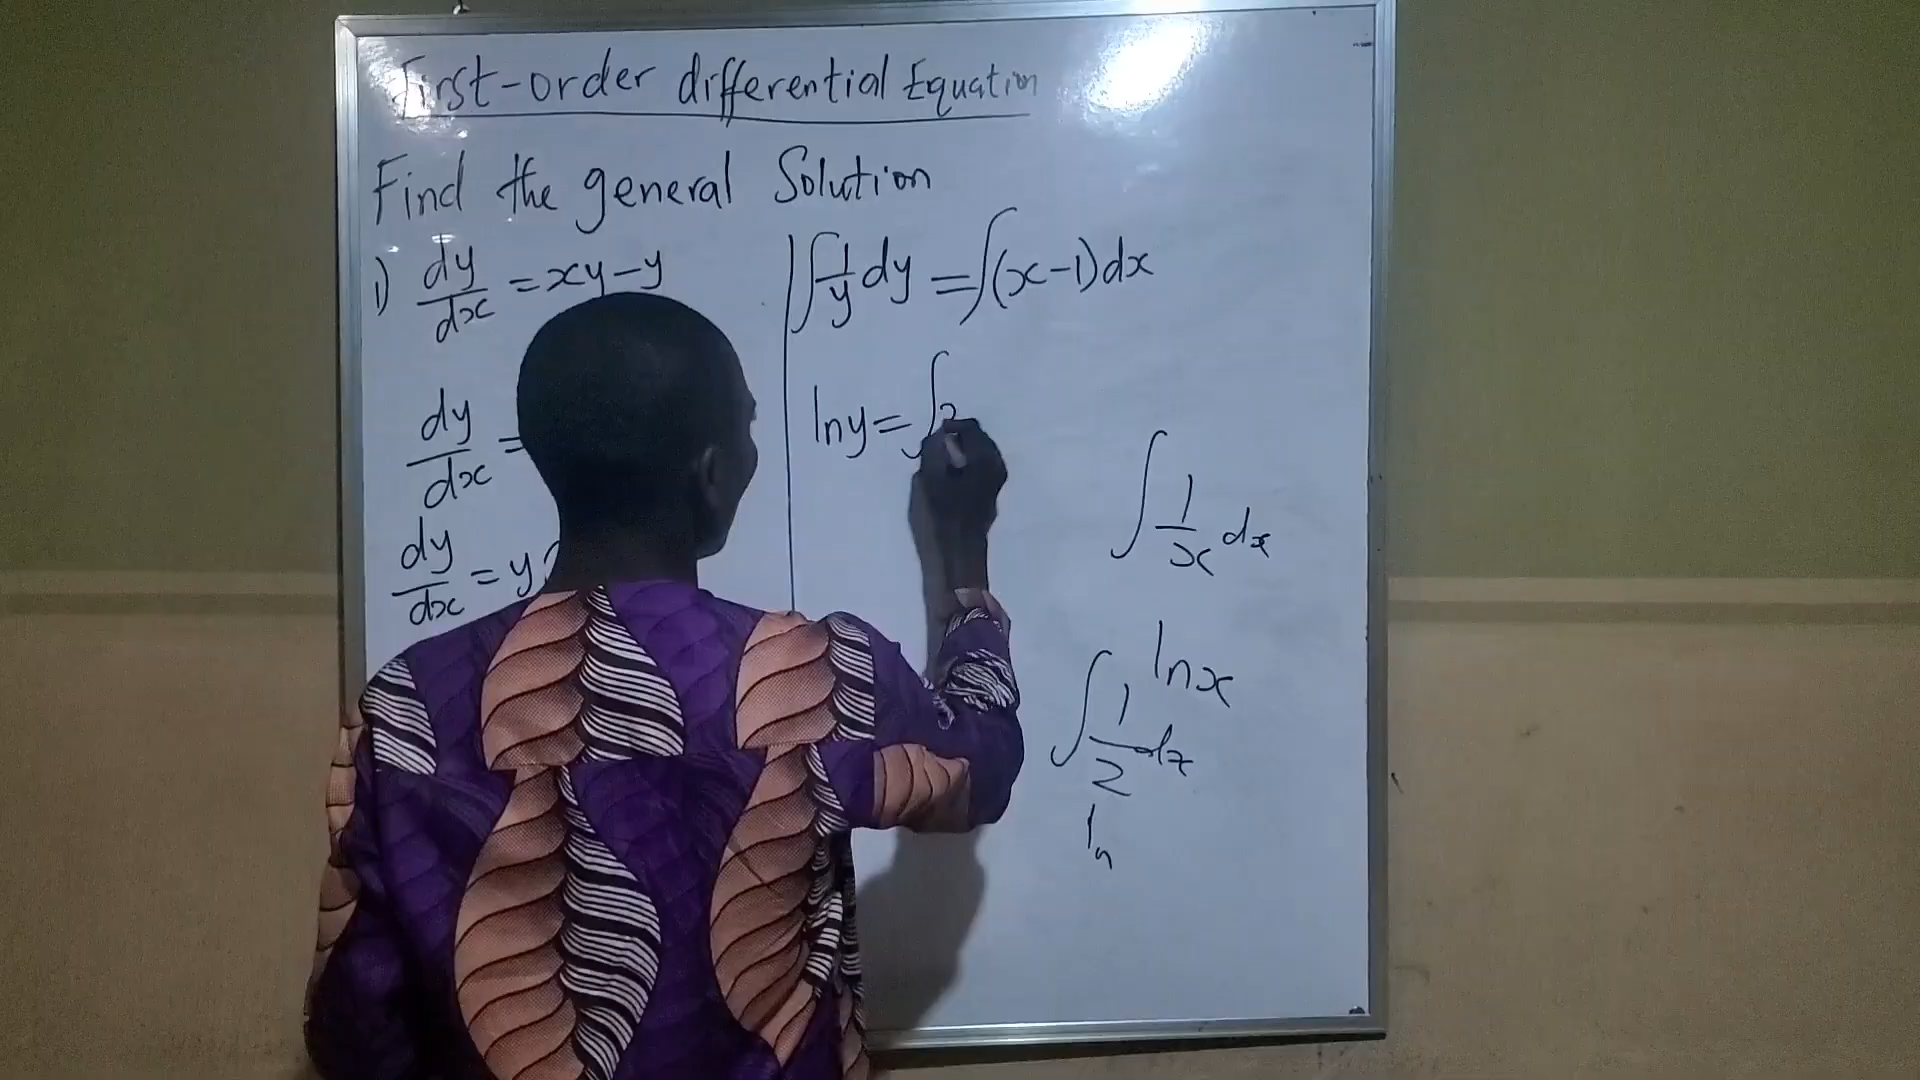 First-order differential Equation
Find the general Solution
1) dy/dx = xy-y
dy/dx =
dy/dx = y
∫1/y dy = ∫(x-1)dx
ln y = ∫
∫1/x dx
ln x
∫1/z dz
ln